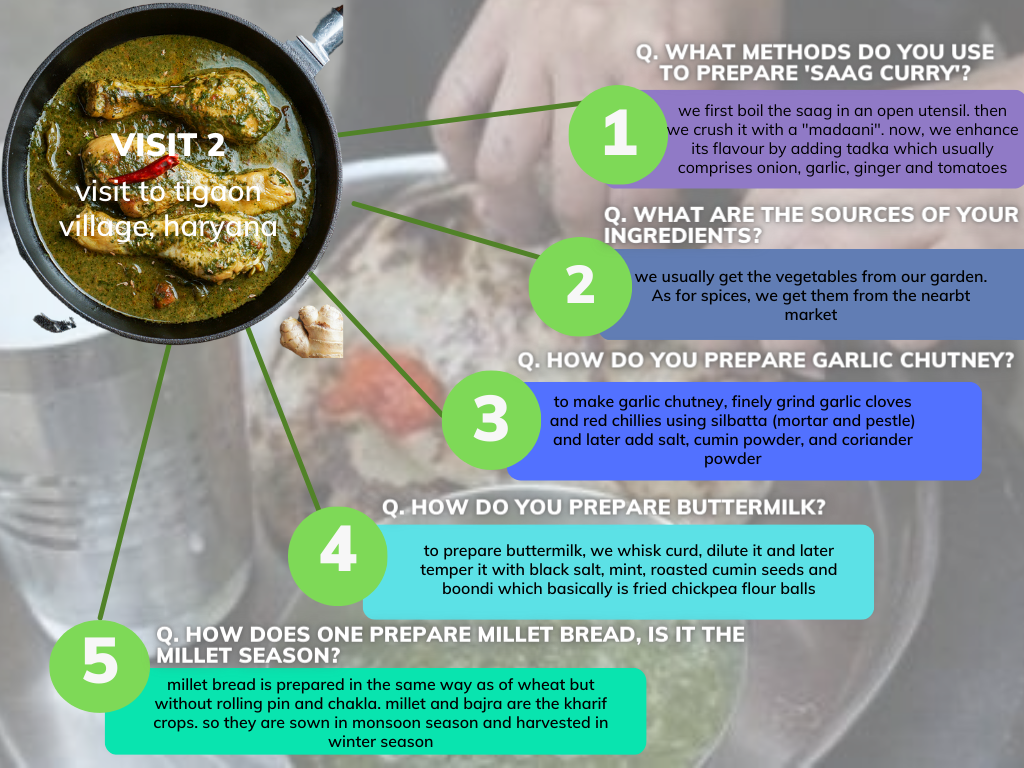 VISIT 2
visit to tigaon
village, haryana
Q. WHAT METHODS DO YOU USE
TO PREPARE 'SAAG CURRY'?
1
we first boil the saag in an open utensil. then
we crush it with a "madaani". now, we enhance
its flavour by adding tadka which usually
comprises onion, garlic, ginger and tomatoes
Q. WHAT ARE THE SOURCES OF YOUR
INGREDIENTS?
2
we usually get the vegetables from our garden.
As for spices, we get them from the nearbt
market
Q. HOW DO YOU PREPARE GARLIC CHUTNEY?
3
to make garlic chutney, finely grind garlic cloves
and red chillies using silbatta (mortar and pestle)
and later add salt, cumin powder, and coriander
powder
Q. HOW DO YOU PREPARE BUTTERMILK?
4
to prepare buttermilk, we whisk curd, dilute it and later
temper it with black salt, mint, roasted cumin seeds and
boondi which basically is fried chickpea flour balls
Q. HOW DOES ONE PREPARE MILLET BREAD, IS IT THE
MILLET SEASON?
5
millet bread is prepared in the same way as of wheat but
without rolling pin and chakla. millet and bajra are the kharif
crops. so they are sown in monsoon season and harvested in
winter season